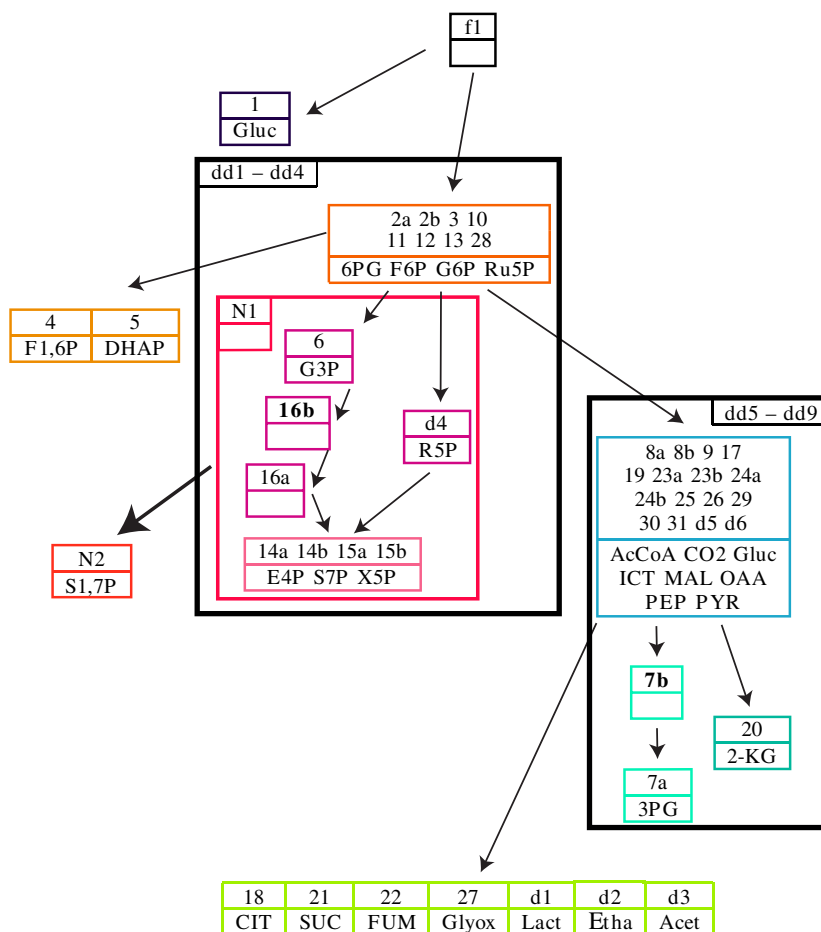 f1
1
Gluc
dd1 – dd4
2a 2b 3 10
11 12 13 28
6PG F6P G6P Ru5P
4 5
F1,6P DHAP
N1
6
G3P
16b
d4
R5P
16a
14a 14b 15a 15b
E4P S7P X5P
N2
S1,7P
dd5 – dd9
8a 8b 9 17
19 23a 23b 24a
24b 25 26 29
30 31 d5 d6
AcCoA CO2 Gluc
ICT MAL OAA
PEP PYR
7b
20
2-KG
7a
3PG
18 21 22 27 d1 d2 d3
CIT SUC FUM Glyox Lact Etha Acet